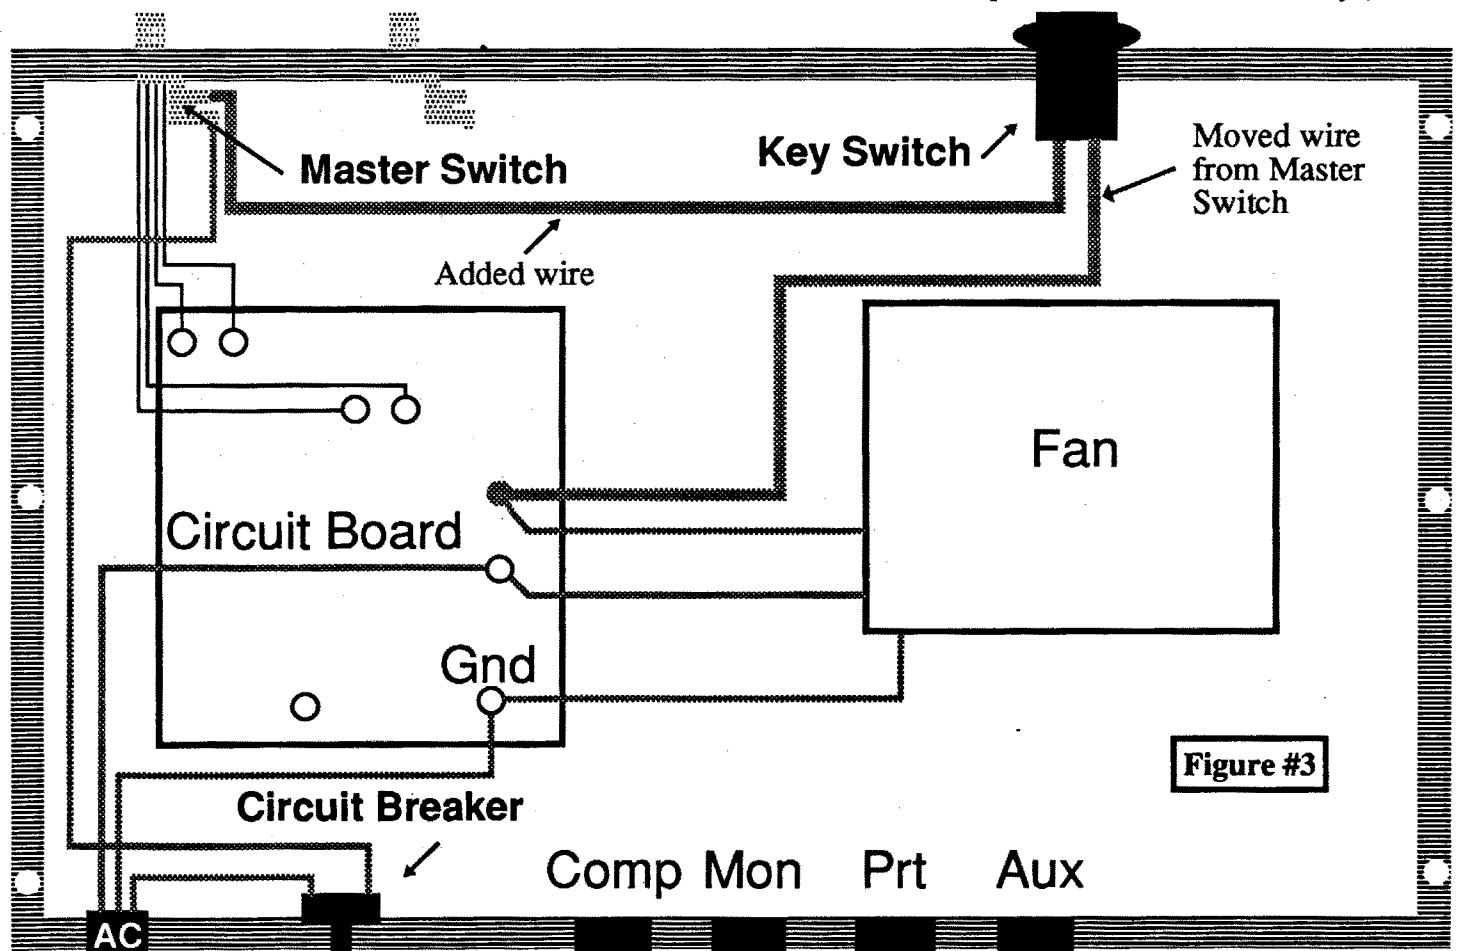 Master Switch
Key Switch
Moved wire
from Master
Switch
Added wire
Fan
Circuit Board
Gnd
Figure #3
Circuit Breaker
Comp Mon Prt Aux
AC